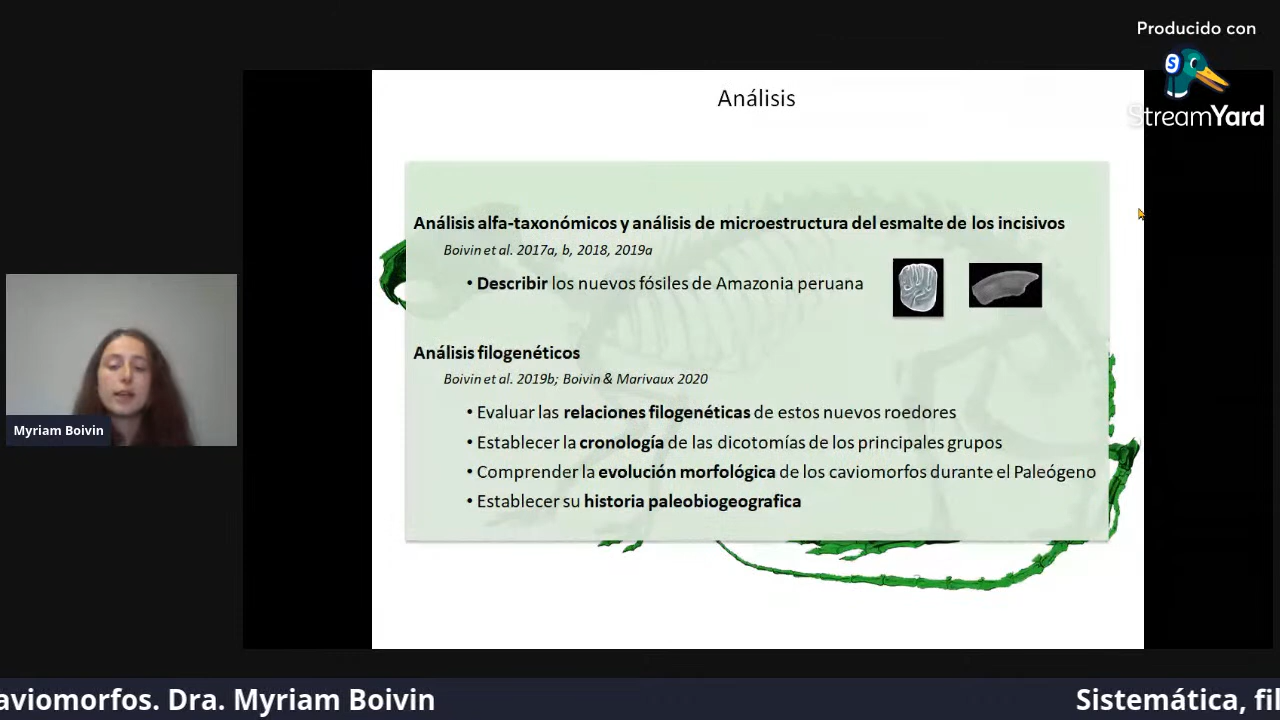 Producido con
StreamYard
Análisis
Análisis alfa-taxonómicos y análisis de microestructura del esmalte de los incisivos
Boivin et al. 2017a, b, 2018, 2019a
• Describir los nuevos fósiles de Amazonia peruana
Análisis filogenéticos
Boivin et al. 2019b; Boivin & Marivaux 2020
• Evaluar las relaciones filogenéticas de estos nuevos roedores
• Establecer la cronología de las dicotomías de los principales grupos
• Comprender la evolución morfológica de los caviomorfos durante el Paleógeno
• Establecer su historia paleobiogeografica
Myriam Boivin
aviomorfos. Dra. Myriam Boivin
Sistemática, fil